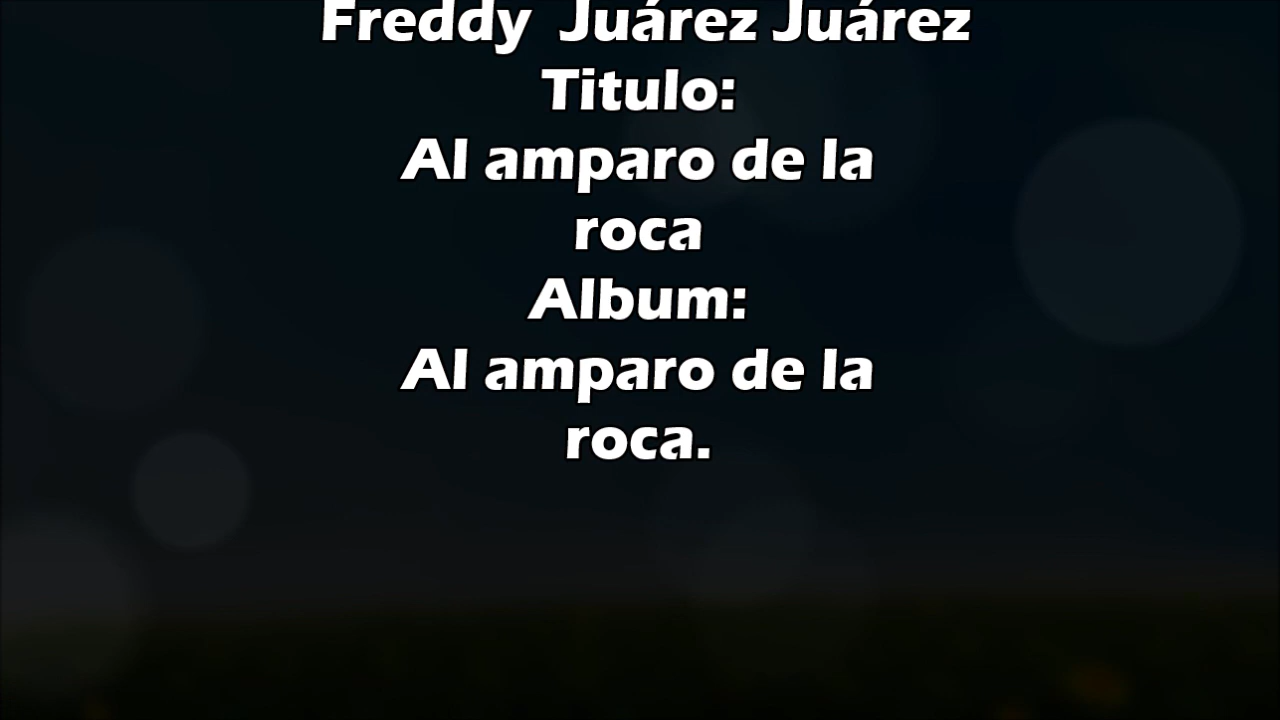 Freddy  Juárez Juárez
Titulo:
Al amparo de la
roca
Album:
Al amparo de la
roca.